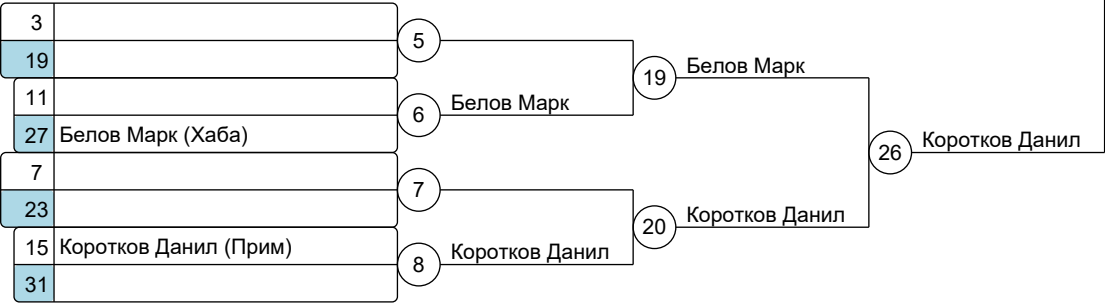 3
5
19
19 Белов Марк
11
6 Белов Марк
27 Белов Марк (Хаба)
26 Коротков Данил
7
7
23
20 Коротков Данил
15 Коротков Данил (Прим)
8 Коротков Данил
31